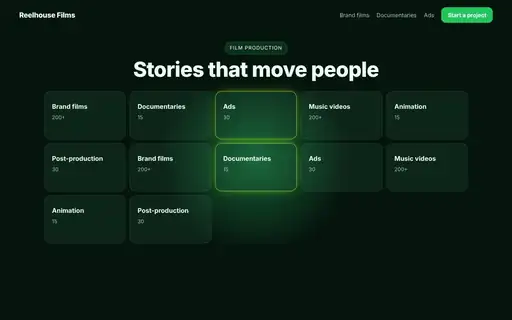 Reelhouse Films
Brand films Documentaries Ads Start a project
FILM PRODUCTION
Stories that move people
Brand films Documentaries Ads Music videos Animation
200+ 15 30 200+ 15
Post-production Brand films Documentaries Ads Music videos
30 200+ 15 30 200+
Animation Post-production
15 30